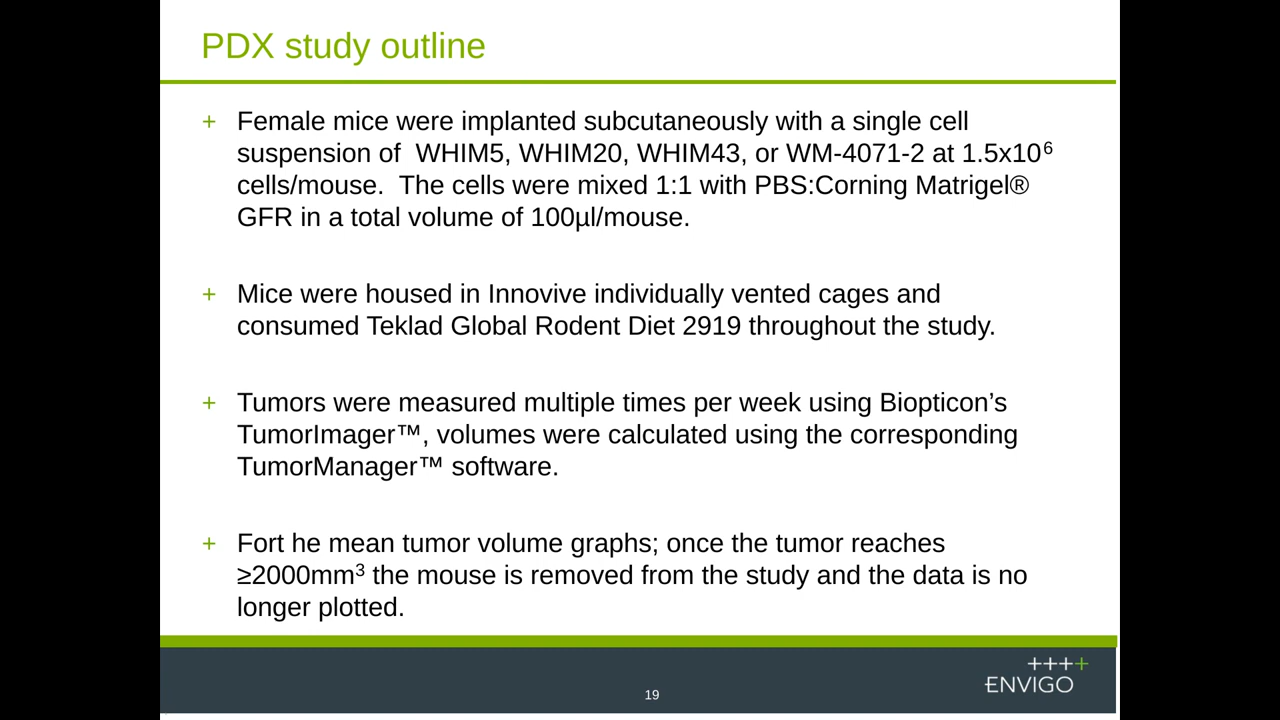 PDX study outline
+ Female mice were implanted subcutaneously with a single cell
suspension of  WHIM5, WHIM20, WHIM43, or WM-4071-2 at 1.5x10⁶
cells/mouse.  The cells were mixed 1:1 with PBS:Corning Matrigel®
GFR in a total volume of 100µl/mouse.
+ Mice were housed in Innovive individually vented cages and
consumed Teklad Global Rodent Diet 2919 throughout the study.
+ Tumors were measured multiple times per week using Biopticon’s
TumorImager™, volumes were calculated using the corresponding
TumorManager™ software.
+ Fort he mean tumor volume graphs; once the tumor reaches
≥2000mm³ the mouse is removed from the study and the data is no
longer plotted.
++++
ENVIGO
19